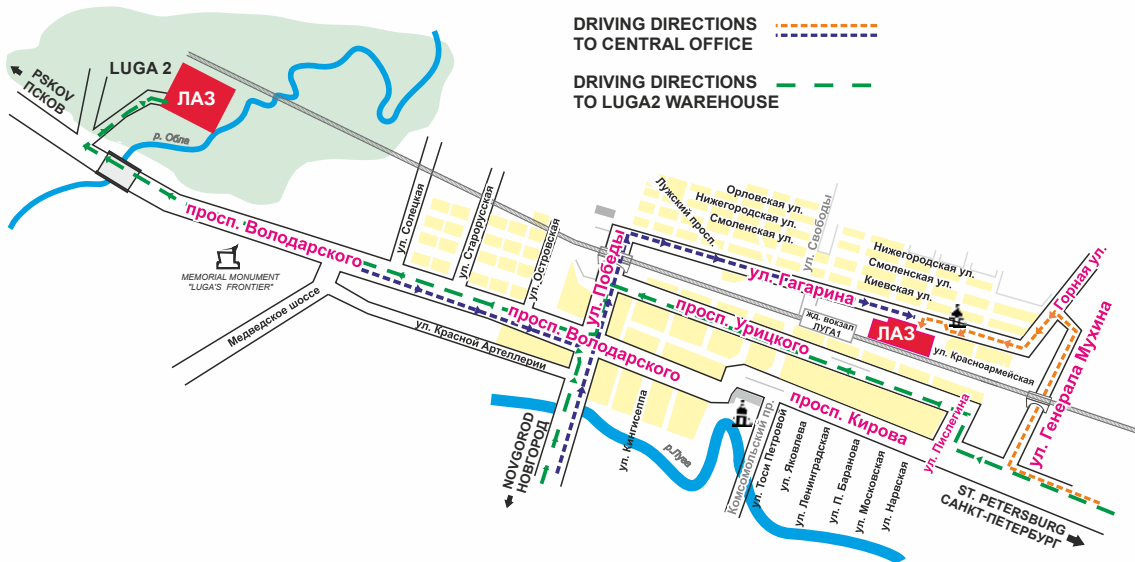 DRIVING DIRECTIONS
TO CENTRAL OFFICE
DRIVING DIRECTIONS
TO LUGA2 WAREHOUSE
PSKOV
ПСКОВ
LUGA 2
ЛАЗ
р. Обла
просп. Володарского
MEMORIAL MONUMENT
"LUGA'S FRONTIER"
Медведское шоссе
ул. Солецкая
ул. Старорусская
ул. Островская
ул. Красной Артеллерии
просп. Володарского
ул. Победы
Лужский просп.
Орловская ул.
Нижегородская ул.
Смоленская ул.
ул. Свободы
Нижегородская ул.
Смоленская ул.
Киевская ул.
ул. Гагарина
Горная ул.
просп. Урицкого
жд. вокзал
ЛУГА1
ЛАЗ
ул. Красноармейская
ул. Генерала Мухина
просп. Кирова
ул. Пислегина
NOVGOROD
НОВГОРОД
ул. Кингисеппа
р.Луга
Комсомольский пр.
ул. Тоси Петровой
ул. Яковлева
ул. Ленинградская
ул. П. Баранова
ул. Московская
ул. Нарвская
ST. PETERSBURG
САНКТ-ПЕТЕРБУРГ